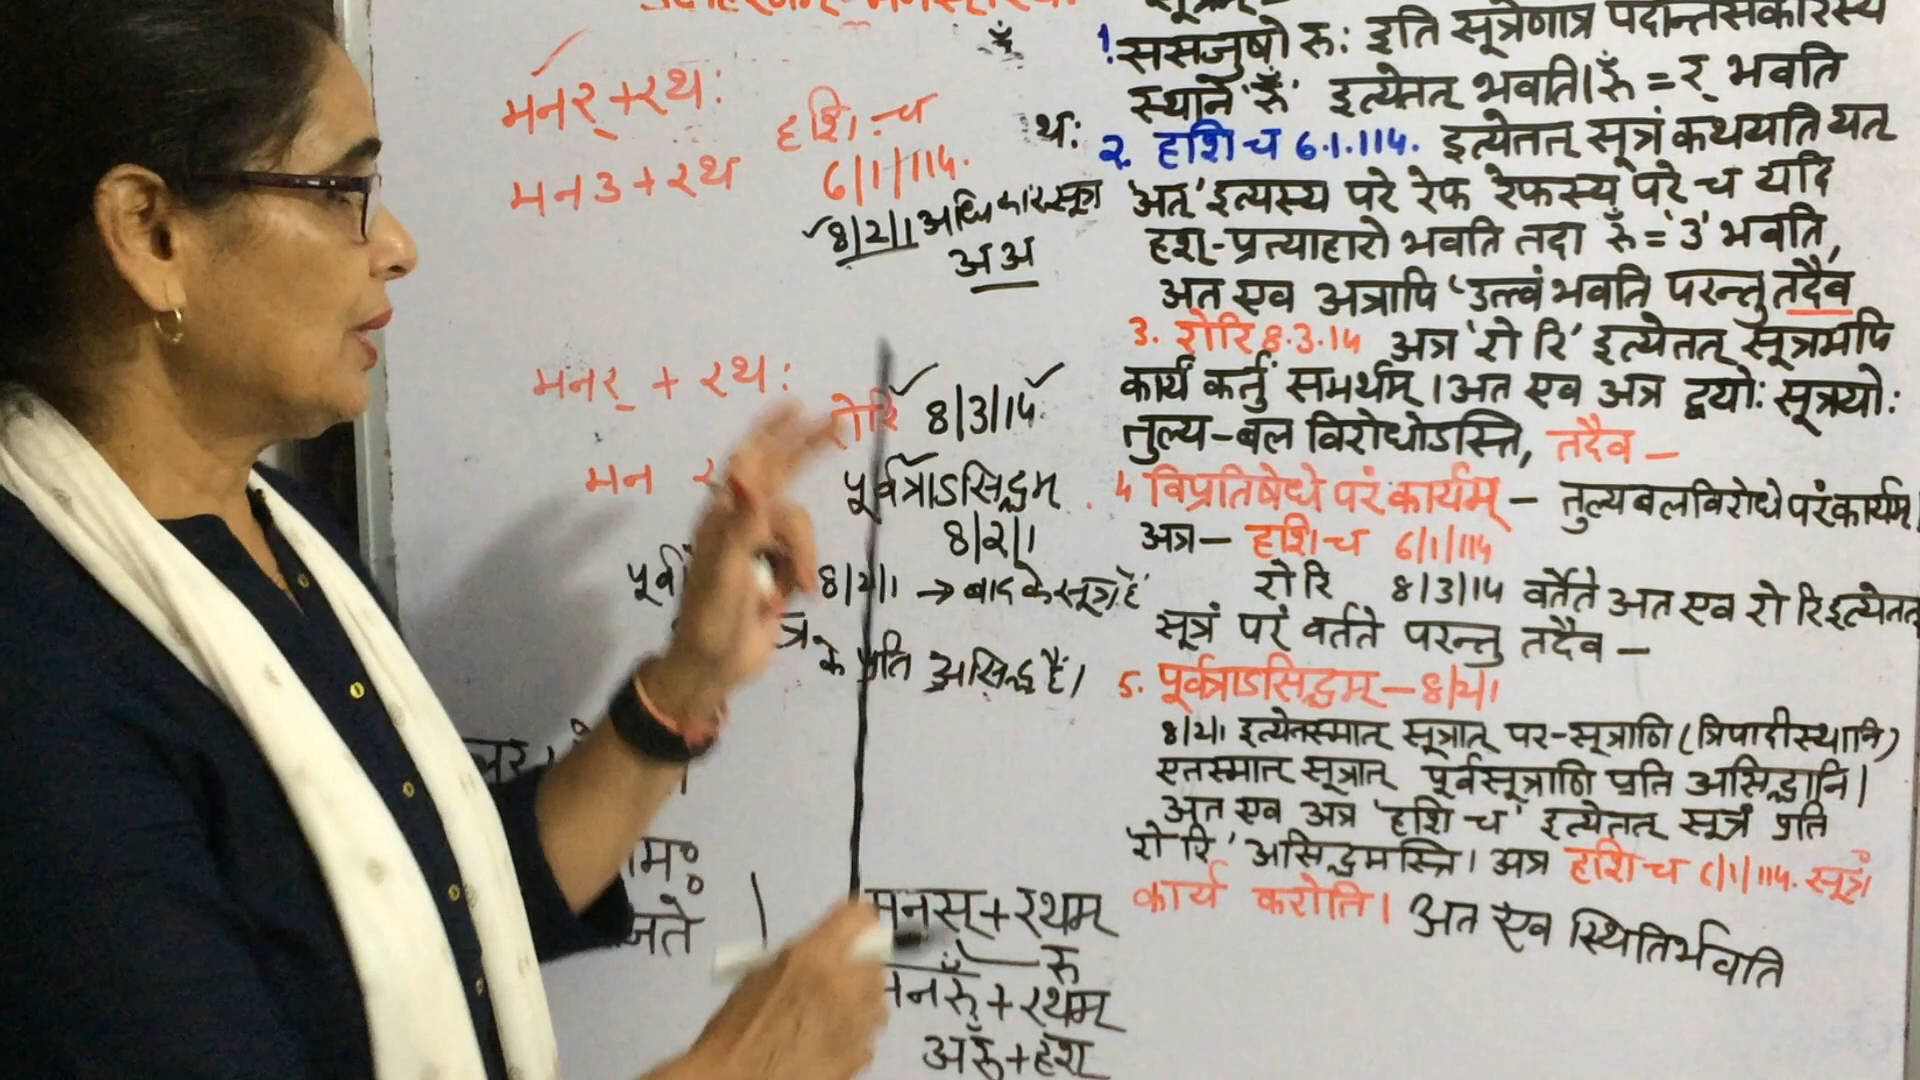 मनर् + रथः
हशि च
मन उ + रथ
6/1/114.
8/2/1 अधिकार सूत्र
अ अ
मनर् + रथः
रोरि 8/3/14
मन र
पूर्वत्राऽसिद्धम्
8/2/1
8/2/1 → बाद के सूत्र हैं
के प्रति असिद्ध है।
जते
मनस् + रथम्
रु
नरुँ + रथम्
अरुँ + हश्
थः
सूत्रम् -
1. ससजुषो रुः इति सूत्रेणात्र पदान्तसकारस्य
स्थाने 'रुँ' इत्येतत् भवति। रुँ = र् भवति
२. हशि च 6.1.114. इत्येतत् सूत्रं कथयति यत्
'अत्' इत्यस्य परे रेफ रेफस्य परे च यदि
हश्-प्रत्याहारो भवति तदा रुँ = 'उ' भवति,
अत एव अत्रापि 'उत्त्वं भवति परन्तु तदैव
3. रोरि 8.3.14 अत्र 'रो रि' इत्येतत् सूत्रमपि
कार्यं कर्तुं समर्थम्। अत एव अत्र द्वयोः सूत्रयोः
तुल्य-बल विरोधोऽस्ति, तदैव —
4 विप्रतिषेधे परं कार्यम् - तुल्यबलविरोधे परं कार्यम्।
अत्र— हशि च 6/1/114
रो रि 8/3/14 वर्तेते अत एव रो रि इत्येतत्
सूत्रं परं वर्तते परन्तु तदैव —
5. पूर्वत्राऽसिद्धम् — 8/2/1
8/2/1 इत्येतस्मात् सूत्रात् पर-सूत्राणि (त्रिपादीस्थानि)
एतस्मात् सूत्रात् पूर्वसूत्राणि प्रति असिद्धानि।
अत एव अत्र 'हशि च' इत्येतत् सूत्रं प्रति
'रो रि' असिद्धमस्ति। अत्र हशि च 6/1/114. सूत्रं
कार्यं करोति। अत एव स्थितिर्भवति